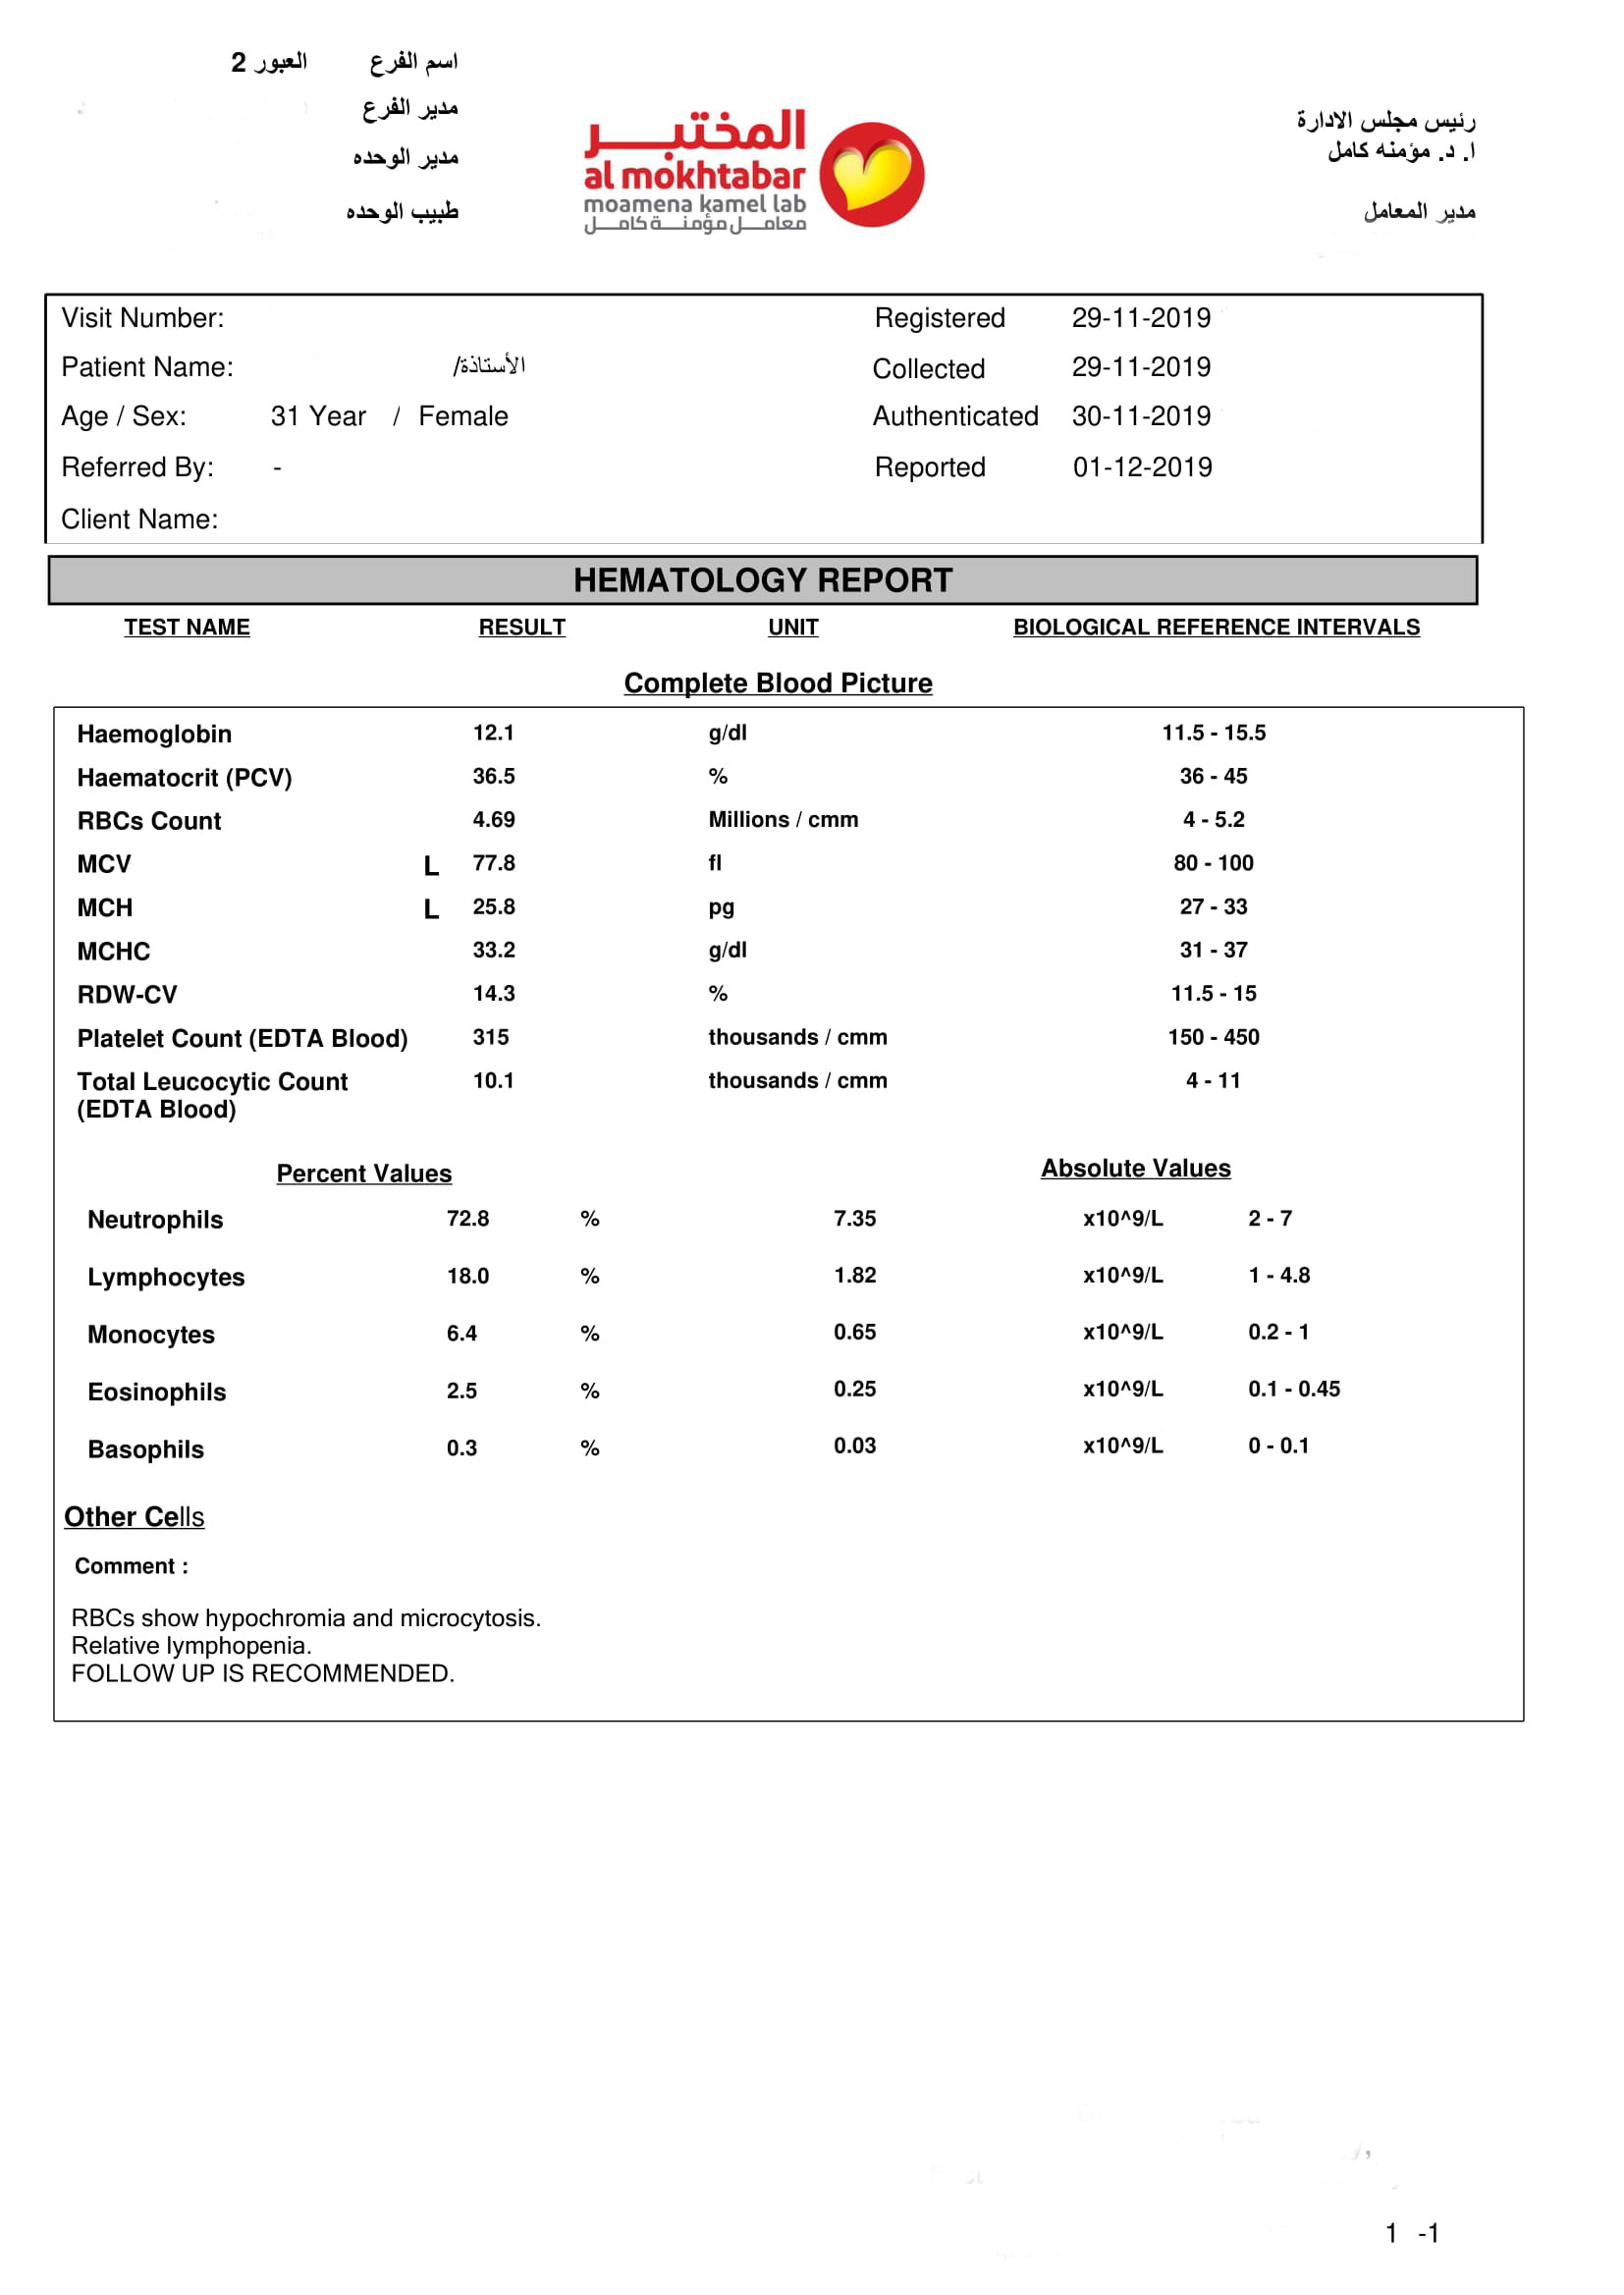 اسم الفرع العبور 2
مدير الفرع
مدير الوحده
طبيب الوحده
المختبر
al mokhtabar
moamena kamel lab
معامل مؤمنة كامل
رئيس مجلس الادارة
ا. د. مؤمنه كامل
مدير المعامل
Visit Number: Registered 29-11-2019
Patient Name: الأستاذة/ Collected 29-11-2019
Age / Sex: 31 Year / Female Authenticated 30-11-2019
Referred By: - Reported 01-12-2019
Client Name:
HEMATOLOGY REPORT
TEST NAME RESULT UNIT BIOLOGICAL REFERENCE INTERVALS
Complete Blood Picture
Haemoglobin 12.1 g/dl 11.5 - 15.5
Haematocrit (PCV) 36.5 % 36 - 45
RBCs Count 4.69 Millions / cmm 4 - 5.2
MCV L 77.8 fl 80 - 100
MCH L 25.8 pg 27 - 33
MCHC 33.2 g/dl 31 - 37
RDW-CV 14.3 % 11.5 - 15
Platelet Count (EDTA Blood) 315 thousands / cmm 150 - 450
Total Leucocytic Count 10.1 thousands / cmm 4 - 11
(EDTA Blood)
Percent Values Absolute Values
Neutrophils 72.8 % 7.35 x10^9/L 2 - 7
Lymphocytes 18.0 % 1.82 x10^9/L 1 - 4.8
Monocytes 6.4 % 0.65 x10^9/L 0.2 - 1
Eosinophils 2.5 % 0.25 x10^9/L 0.1 - 0.45
Basophils 0.3 % 0.03 x10^9/L 0 - 0.1
Other Cells
Comment :
RBCs show hypochromia and microcytosis.
Relative lymphopenia.
FOLLOW UP IS RECOMMENDED.
1 -1